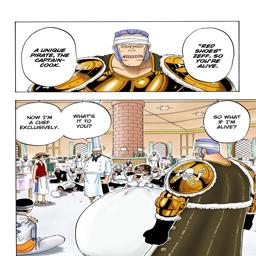 "RED
SHOES"
ZEFF. SO
YOU'RE
ALIVE.
A UNIQUE
PIRATE, THE
CAPTAIN-
COOK.
SO WHAT
IF I'M
ALIVE?
WHAT'S
IT TO
YOU?
NOW I'M
A CHEF
EXCLUSIVELY.